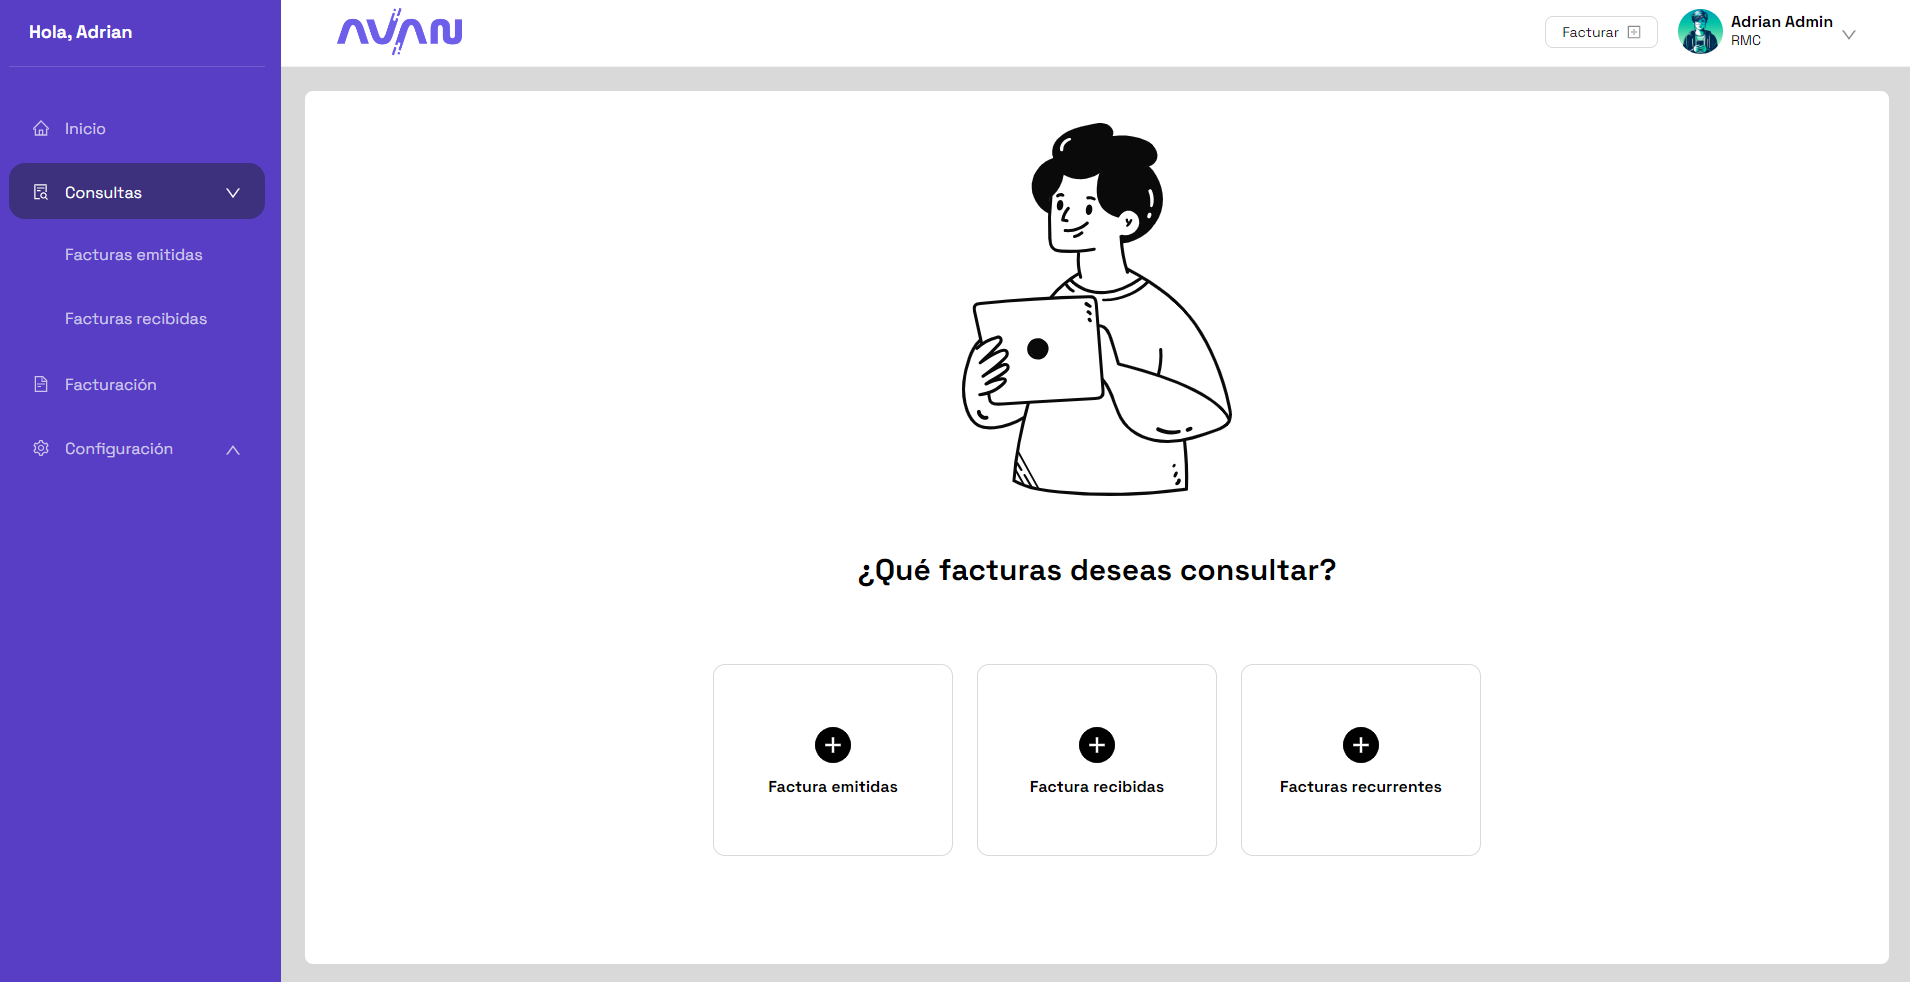 Hola, Adrian
Inicio
Consultas
Facturas emitidas
Facturas recibidas
Facturación
Configuración
AVAN
Facturar
Adrian Admin
RMC
¿Qué facturas deseas consultar?
Factura emitidas
Factura recibidas
Facturas recurrentes